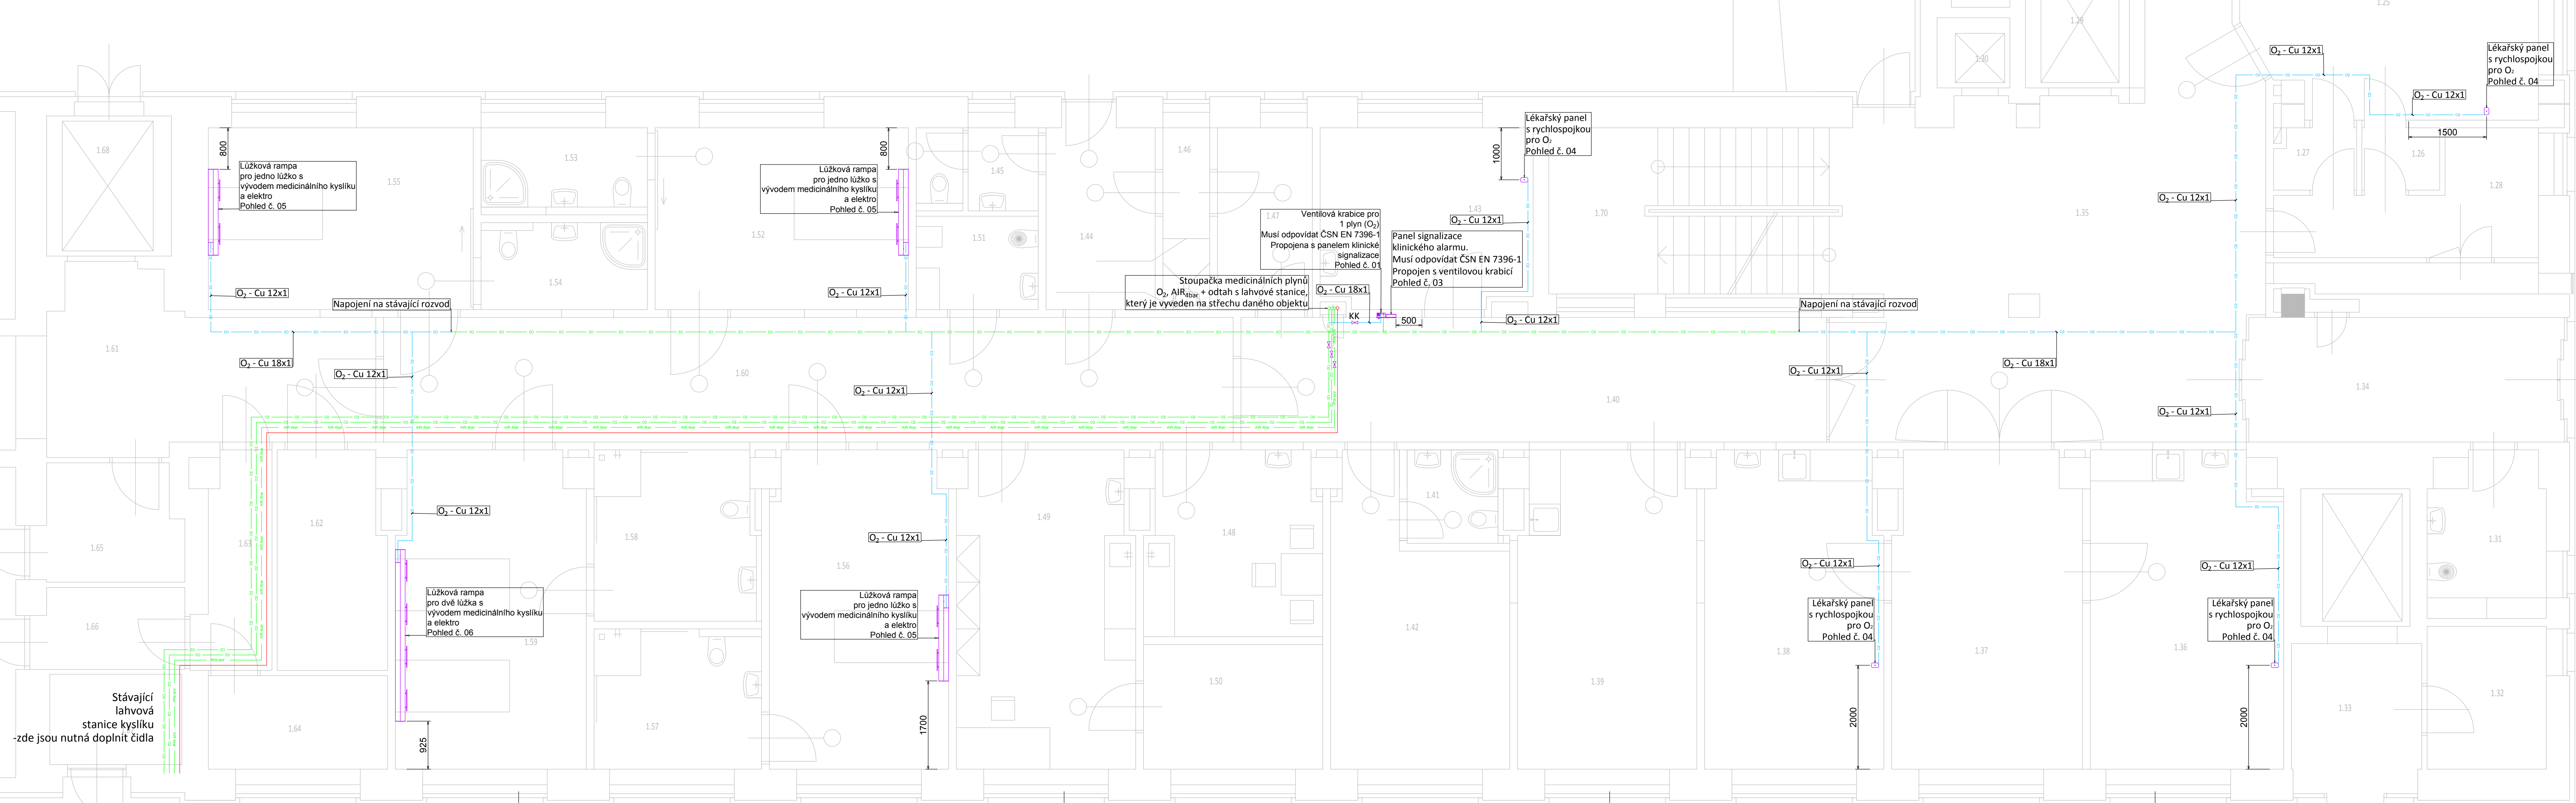 1.25
1.29
1.30
O₂ - Cu 12x1
Lékařský panel
s rychlospojkou
pro O₂
Pohled č. 04
O₂ - Cu 12x1
1500
1.68
800
Lůžková rampa
pro jedno lůžko s
vývodem medicinálního kyslíku
a elektro
Pohled č. 05
1.55
1.53
1.54
800
Lůžková rampa
pro jedno lůžko s
vývodem medicinálního kyslíku
a elektro
Pohled č. 05
1.52
1.45
1.51
1.44
1.46
1.47
1000
Lékařský panel
s rychlospojkou
pro O₂
Pohled č. 04
1.43
O₂ - Cu 12x1
1.70
1.35
O₂ - Cu 12x1
1.27
1.26
1.28
Ventilová krabice pro
1 plyn (O₂)
Musí odpovídat ČSN EN 7396-1
Propojena s panelem klinické
signalizace
Pohled č. 01
Panel signalizace
klinického alarmu.
Musí odpovídat ČSN EN 7396-1
Propojen s ventilovou krabicí
Pohled č. 03
Stoupačka medicinálních plynů
O₂, AIR4bar + odtah s lahvové stanice,
který je vyveden na střechu daného objektu
O₂ - Cu 18x1
KK
500
O₂ - Cu 12x1
O₂ - Cu 12x1
Napojení na stávající rozvod
O₂ - Cu 12x1
Napojení na stávající rozvod
1.61
O₂ - Cu 18x1
O₂ - Cu 12x1
1.60
O₂ - Cu 12x1
1.40
O₂ - Cu 12x1
O₂ - Cu 18x1
O₂ - Cu 12x1
1.34
1.65
1.63
1.62
O₂ - Cu 12x1
1.58
1.56
O₂ - Cu 12x1
1.49
1.48
1.41
O₂ - Cu 12x1
O₂ - Cu 12x1
1.31
1.66
Lůžková rampa
pro dvě lůžka s
vývodem medicinálního kyslíku
a elektro
Pohled č. 06
1.59
Lůžková rampa
pro jedno lůžko s
vývodem medicinálního kyslíku
a elektro
Pohled č. 05
1.42
Lékařský panel
s rychlospojkou
pro O₂
Pohled č. 04
Lékařský panel
s rychlospojkou
pro O₂
Pohled č. 04
1.50
1.39
1.38
1.37
1.36
1.33
1.32
Stávající
lahvová
stanice kyslíku
-zde jsou nutná doplnit čidla
1.64
925
1.57
1700
2000
2000